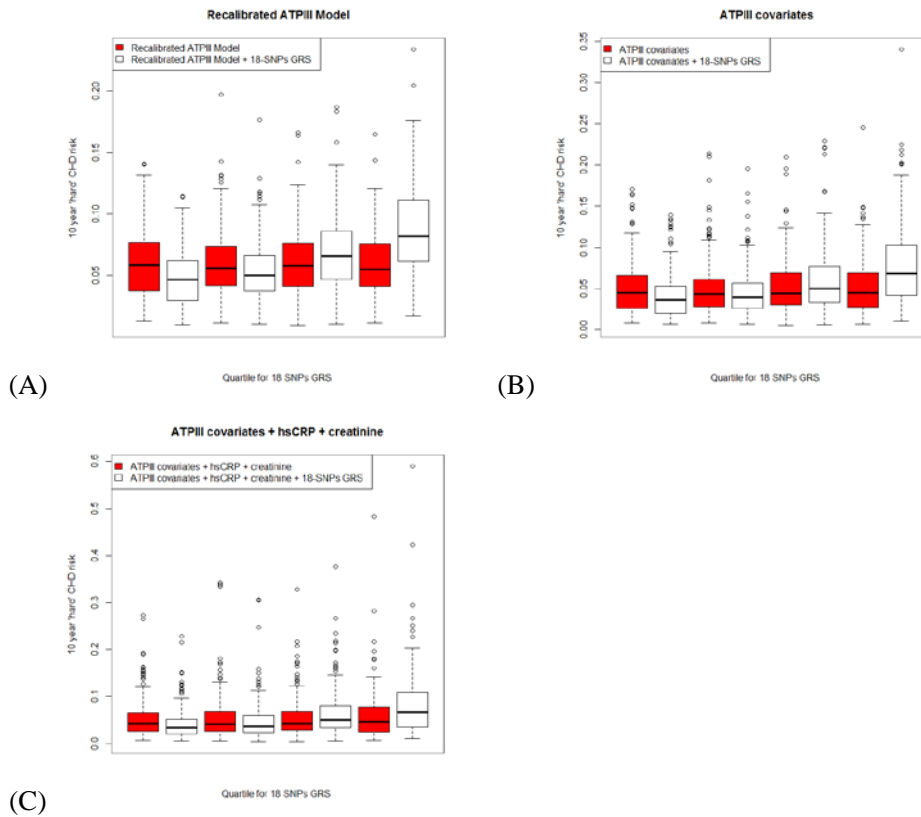 Recalibrated ATPIII Model
Recalibrated ATPIII Model
Recalibrated ATPIII Model + 18-SNPs GRS
10 year 'hard' CHD risk
0.20
0.15
0.10
0.05
Quartile for 18 SNPs GRS
(A)
ATPIII covariates
ATPIII covariates
ATPIII covariates + 18-SNPs GRS
10 year 'hard' CHD risk
0.35
0.30
0.25
0.20
0.15
0.10
0.05
0.00
Quartile for 18 SNPs GRS
(B)
ATPIII covariates + hsCRP + creatinine
ATPIII covariates + hsCRP + creatinine
ATPIII covariates + hsCRP + creatinine + 18-SNPs GRS
10 year 'hard' CHD risk
0.6
0.5
0.4
0.3
0.2
0.1
0.0
Quartile for 18 SNPs GRS
(C)